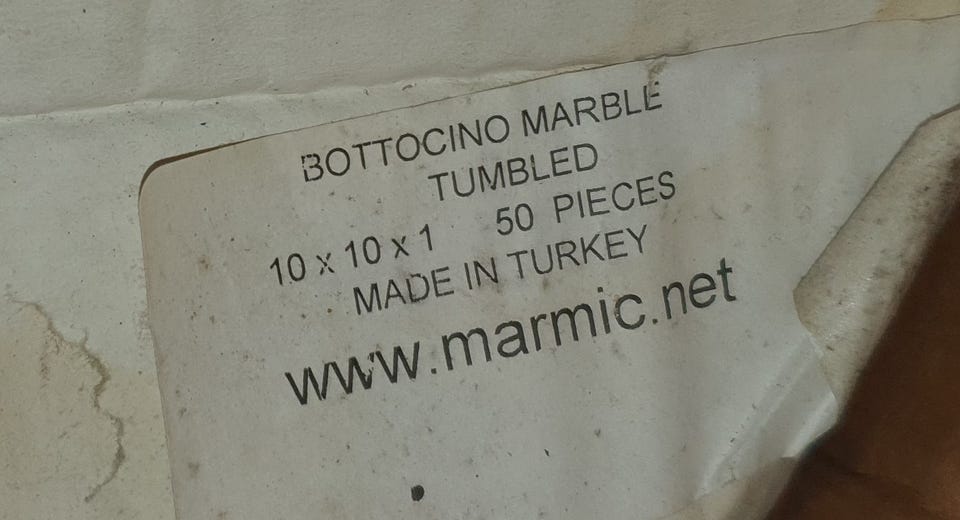 BOTTOCINO MARBLE
TUMBLED
10 x 10 x 1 50 PIECES
MADE IN TURKEY
www.marmic.net